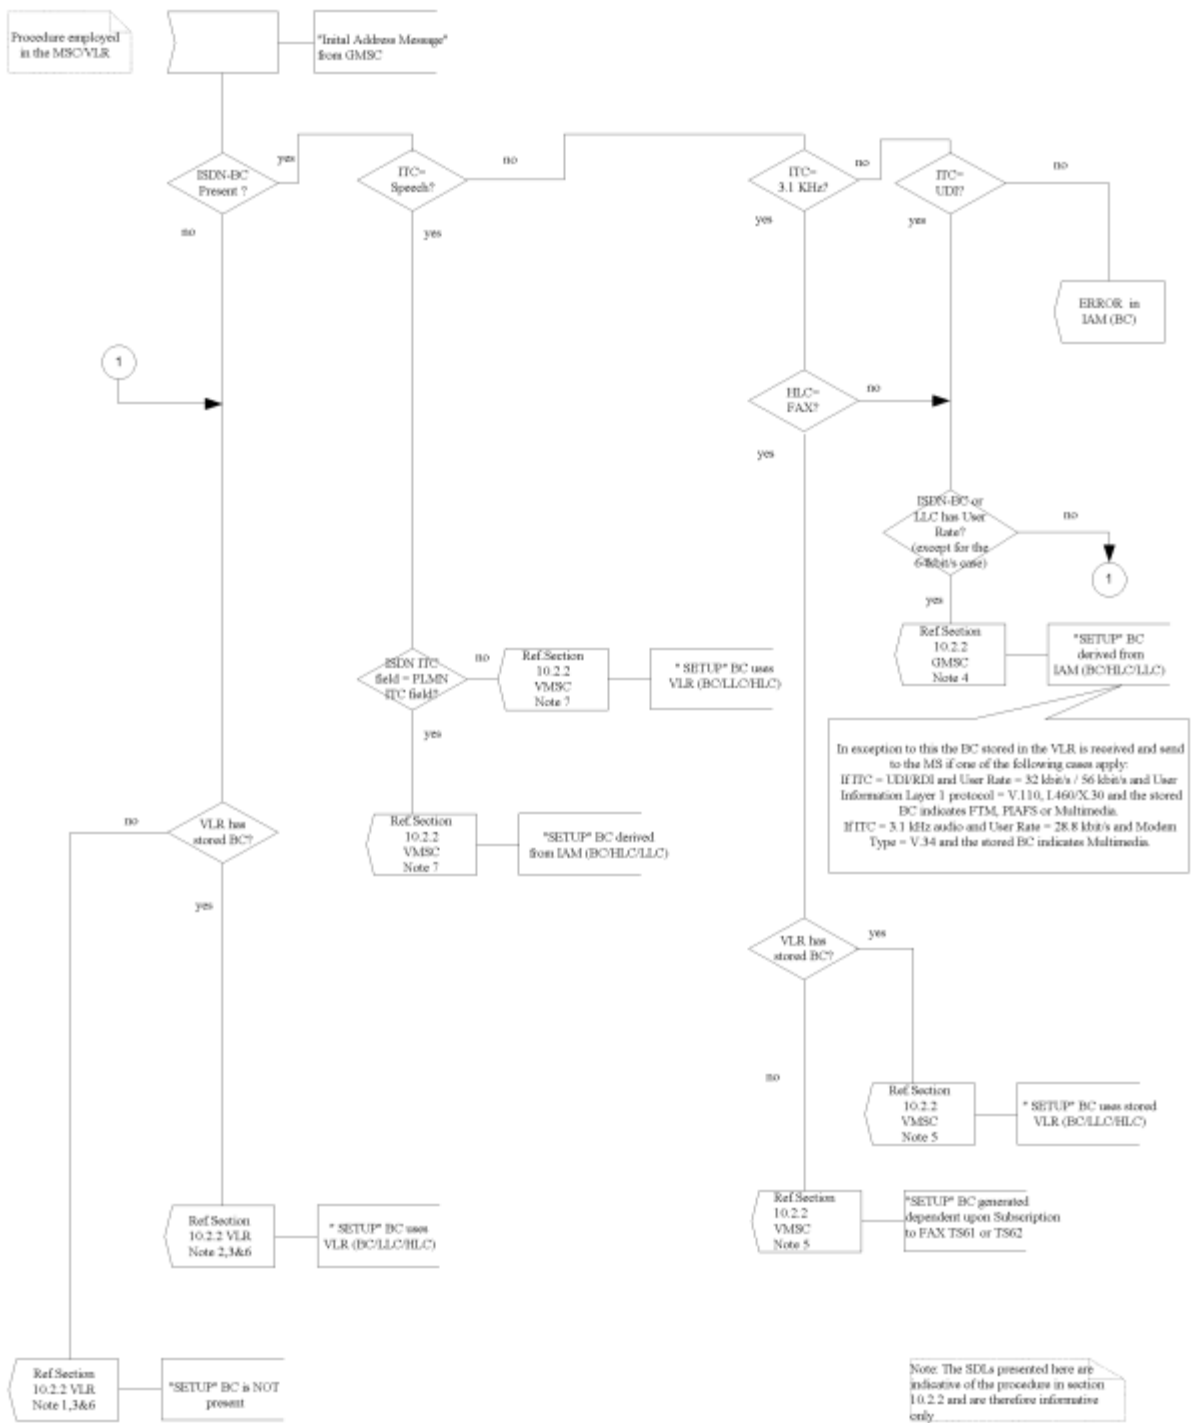 Procedure employed
in the MSC/VLR
"Inital Address Message"
from GMSC
ISDN-BC
Present ?
yes
no
ITC=
Speech?
no
yes
ITC=
3.1 KHz?
no
yes
ITC=
UDI?
no
yes
ERROR in
IAM (BC)
1
HLC=
FAX?
no
yes
ISDN-BC or
LLC has User
Rate?
(except for the
64kbit/s case)
no
1
yes
Ref.Section
10.2.2
GMSC
Note 4
"SETUP" BC
derived from
IAM (BC/HLC/LLC)
ISDN ITC
field = PLMN
ITC field?
no
Ref.Section
10.2.2
VMSC
Note 7
" SETUP" BC uses
VLR (BC/LLC/HLC)
yes
In exception to this the BC stored in the VLR is received and send
to the MS if one of the following cases apply:
If ITC = UDI/RDI and User Rate = 32 kbit/s / 56 kbit/s and User
Information Layer 1 protocol = V.110, I.460/X.30 and the stored
BC indicates FTM, PIAFS or Multimedia.
If ITC = 3.1 kHz audio and User Rate = 28.8 kbit/s and Modem
Type = V.34 and the stored BC indicates Multimedia.
VLR has
stored BC?
no
yes
Ref.Section
10.2.2
VMSC
Note 7
"SETUP" BC derived
from IAM (BC/HLC/LLC)
VLR has
stored BC?
yes
no
Ref.Section
10.2.2
VMSC
Note 5
" SETUP" BC uses stored
VLR (BC/LLC/HLC)
Ref.Section
10.2.2
VMSC
Note 5
"SETUP" BC generated
dependent upon Subscription
to FAX TS61 or TS62
Ref.Section
10.2.2 VLR
Note 2,3&6
" SETUP" BC uses
VLR (BC/LLC/HLC)
Ref.Section
10.2.2 VLR
Note 1,3&6
"SETUP" BC is NOT
present
Note: The SDLs presented here are
indicative of the procedure in section
10.2.2 and are therefore informative
only